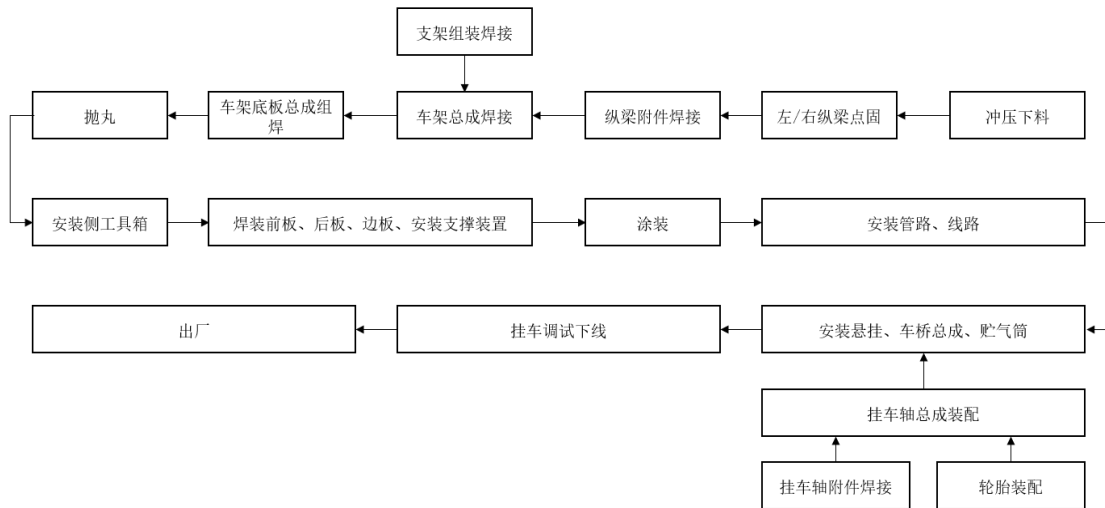 支架组装焊接
抛丸
车架底板总成组
焊
车架总成焊接
纵梁附件焊接
左/右纵梁点固
冲压下料
安装侧工具箱
焊装前板、后板、边板、安装支撑装置
涂装
安装管路、线路
出厂
挂车调试下线
安装悬挂、车桥总成、贮气筒
挂车轴总成装配
挂车轴附件焊接
轮胎装配